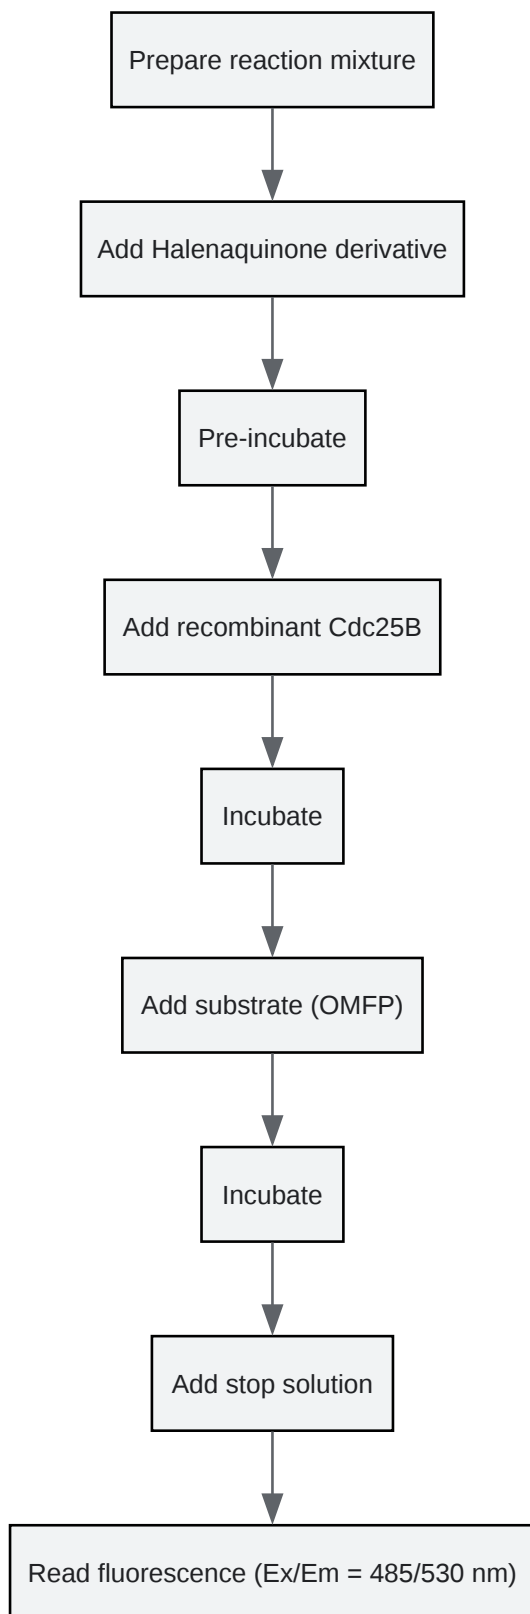 Prepare reaction mixture
Add Halenaquinone derivative
Pre-incubate
Add recombinant Cdc25B
Incubate
Add substrate (OMFP)
Incubate
Add stop solution
Read fluorescence (Ex/Em = 485/530 nm)